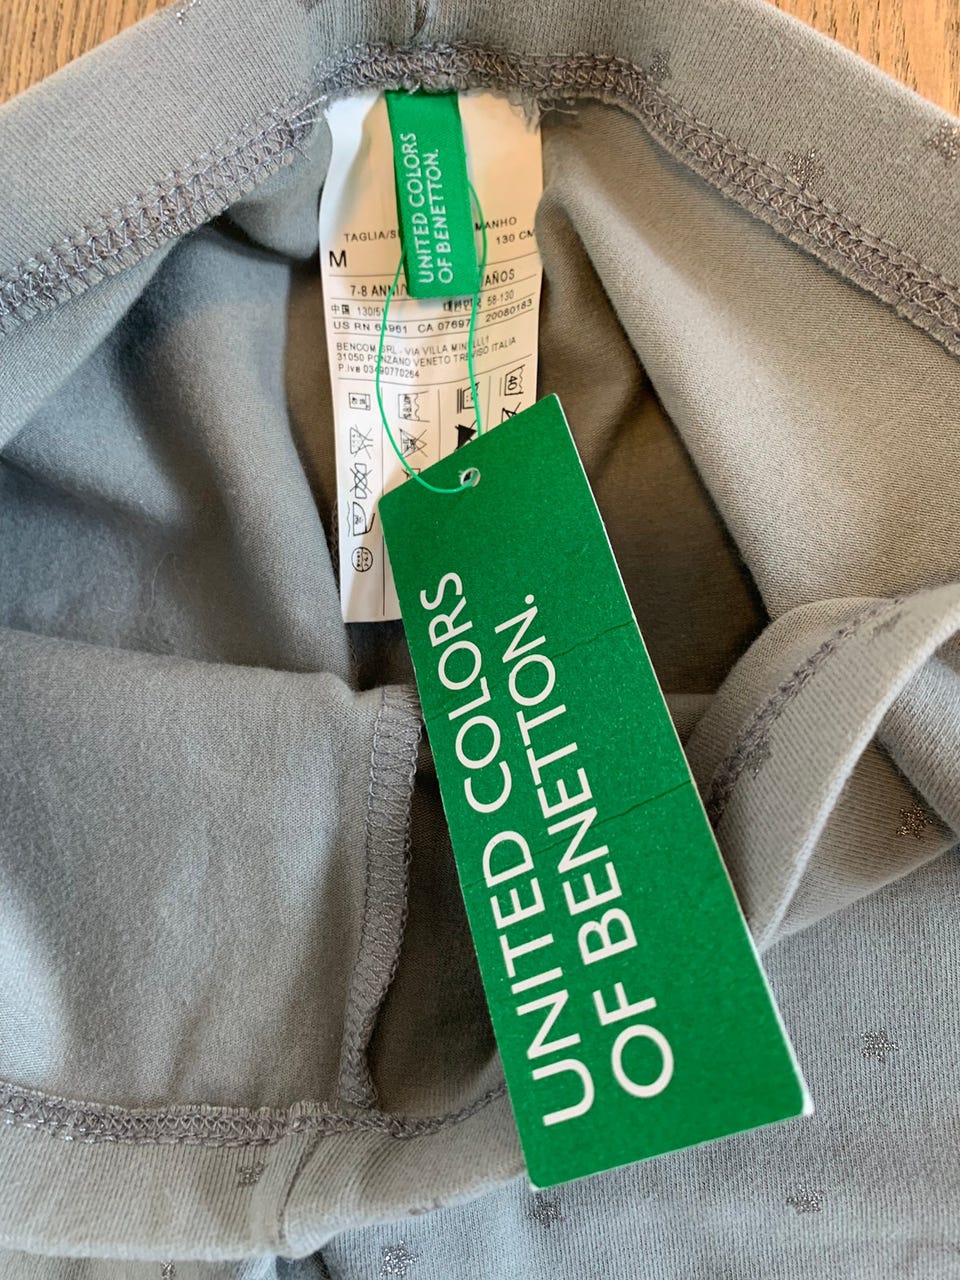 UNITED COLORS
OF BENETTON.
TAGLIA/
130 CM
M
7-8 ANNI
AÑOS
中国 130/
58-130
US RN 64961 CA 07697 20080183
BENCOM SRL - VIA VILLA MINELLI,1
31050 PONZANO VENETO TREVISO ITALIA
P.iva 03490770264
40
UNITED COLORS
OF BENETTON.